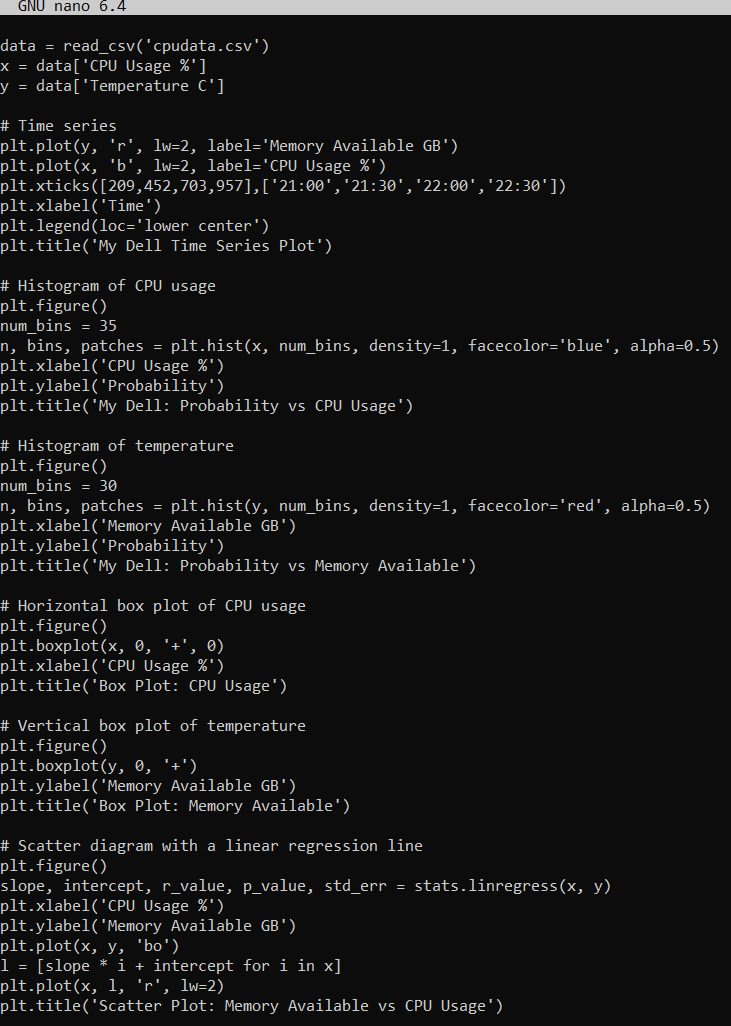 GNU nano 6.4
data = read_csv('cpudata.csv')
x = data['CPU Usage %']
y = data['Temperature C']
# Time series
plt.plot(y, 'r', lw=2, label='Memory Available GB')
plt.plot(x, 'b', lw=2, label='CPU Usage %')
plt.xticks([209,452,703,957],['21:00','21:30','22:00','22:30'])
plt.xlabel('Time')
plt.legend(loc='lower center')
plt.title('My Dell Time Series Plot')
# Histogram of CPU usage
plt.figure()
num_bins = 35
n, bins, patches = plt.hist(x, num_bins, density=1, facecolor='blue', alpha=0.5)
plt.xlabel('CPU Usage %')
plt.ylabel('Probability')
plt.title('My Dell: Probability vs CPU Usage')
# Histogram of temperature
plt.figure()
num_bins = 30
n, bins, patches = plt.hist(y, num_bins, density=1, facecolor='red', alpha=0.5)
plt.xlabel('Memory Available GB')
plt.ylabel('Probability')
plt.title('My Dell: Probability vs Memory Available')
# Horizontal box plot of CPU usage
plt.figure()
plt.boxplot(x, 0, '+', 0)
plt.xlabel('CPU Usage %')
plt.title('Box Plot: CPU Usage')
# Vertical box plot of temperature
plt.figure()
plt.boxplot(y, 0, '+')
plt.ylabel('Memory Available GB')
plt.title('Box Plot: Memory Available')
# Scatter diagram with a linear regression line
plt.figure()
slope, intercept, r_value, p_value, std_err = stats.linregress(x, y)
plt.xlabel('CPU Usage %')
plt.ylabel('Memory Available GB')
plt.plot(x, y, 'bo')
l = [slope * i + intercept for i in x]
plt.plot(x, l, 'r', lw=2)
plt.title('Scatter Plot: Memory Available vs CPU Usage')